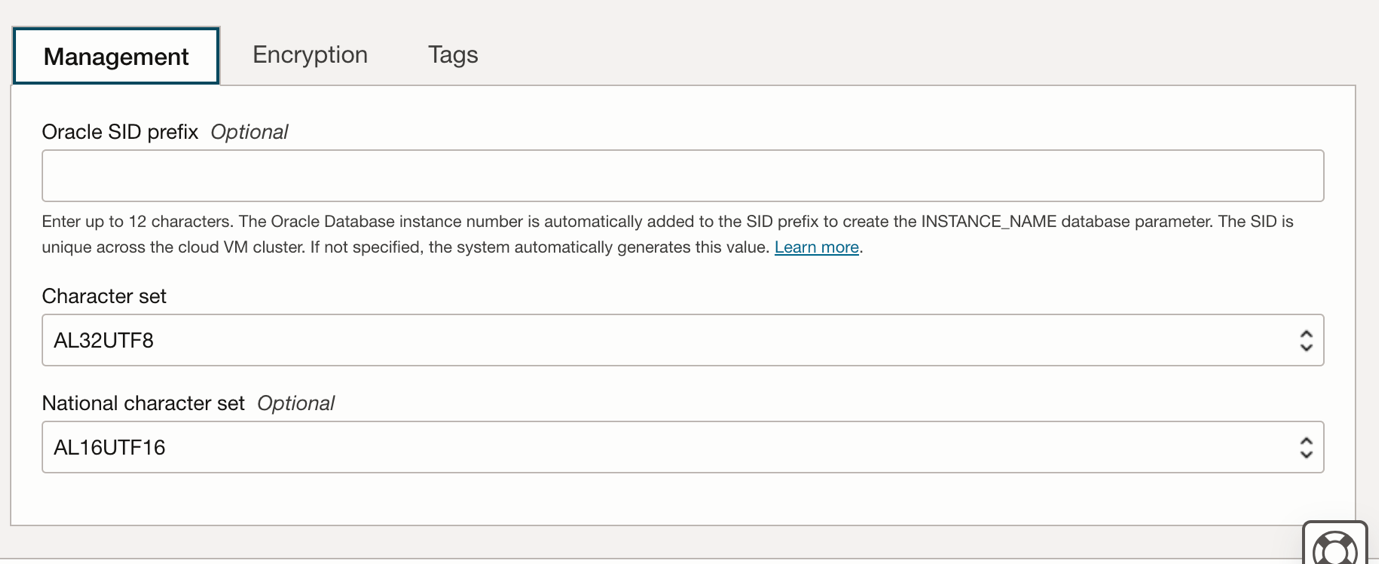 Management Encryption Tags
Oracle SID prefix Optional
Enter up to 12 characters. The Oracle Database instance number is automatically added to the SID prefix to create the INSTANCE_NAME database parameter. The SID is
unique across the cloud VM cluster. If not specified, the system automatically generates this value. Learn more.
Character set
AL32UTF8
National character set Optional
AL16UTF16